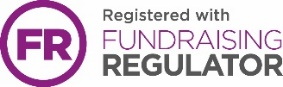 FR
Registered with
FUNDRAISING
REGULATOR